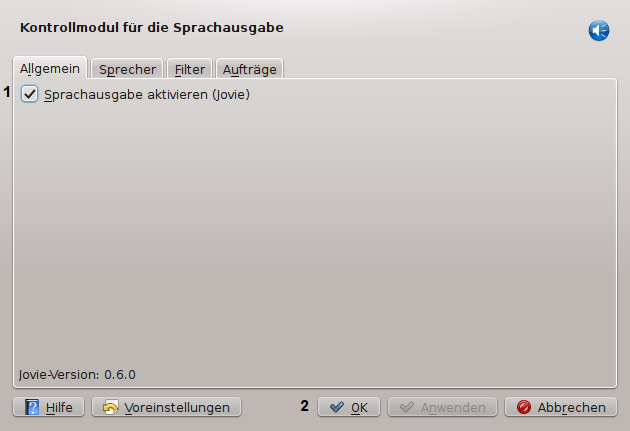 Kontrollmodul für die Sprachausgabe
Allgemein Sprecher Filter Aufträge
1 Sprachausgabe aktivieren (Jovie)
Jovie-Version: 0.6.0
Hilfe Voreinstellungen 2 OK Anwenden Abbrechen